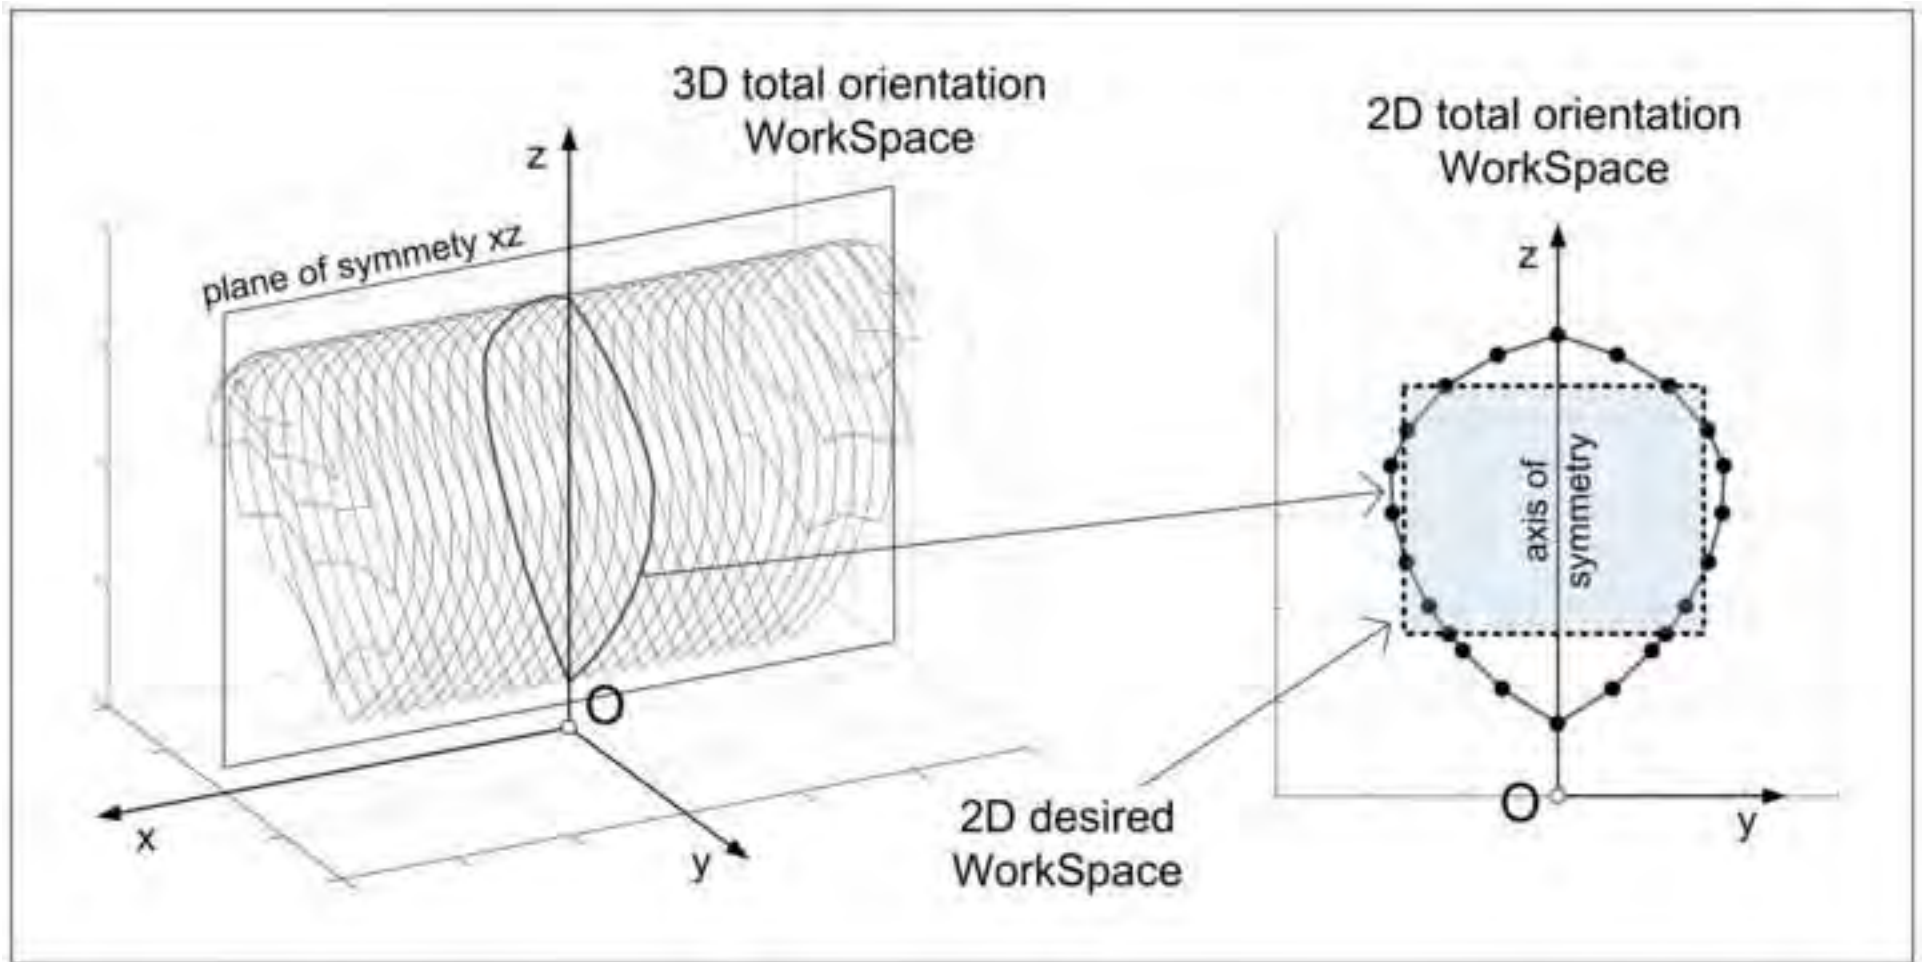 3D total orientation
WorkSpace
z
plane of symmety xz
O
x
y
2D total orientation
WorkSpace
z
axis of
symmetry
O
y
2D desired
WorkSpace